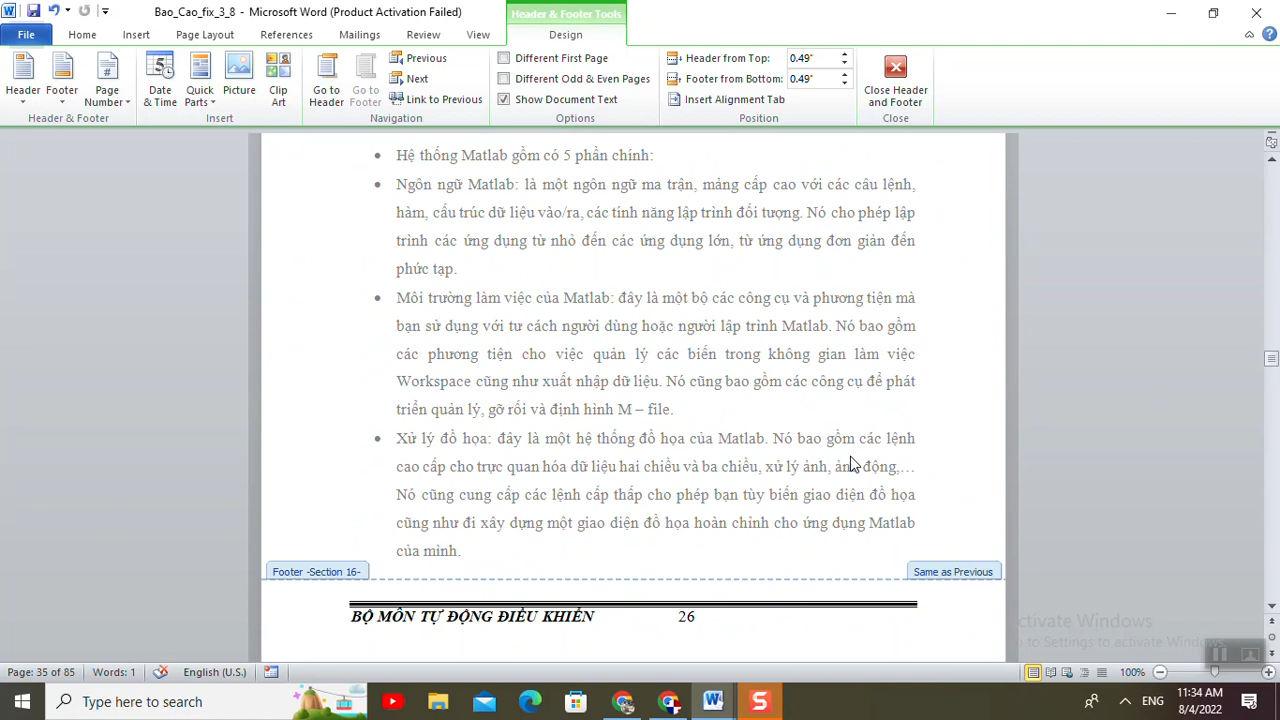 Bao_Cao_fix_3_8 - Microsoft Word (Product Activation Failed)
Header & Footer Tools
File Home Insert Page Layout References Mailings Review View Design
Header Footer Page Number
Date & Time Quick Parts Picture Clip Art
Go to Header Go to Footer
Previous
Next
Link to Previous
Different First Page
Different Odd & Even Pages
Show Document Text
Header from Top: 0.49"
Footer from Bottom: 0.49"
Insert Alignment Tab
Close Header and Footer
Header & Footer Insert Navigation Options Position Close
• Hệ thống Matlab gồm có 5 phần chính:
• Ngôn ngữ Matlab: là một ngôn ngữ ma trận, mảng cấp cao với các câu lệnh,
hàm, cấu trúc dữ liệu vào/ra, các tính năng lập trình đối tượng. Nó cho phép lập
trình các ứng dụng từ nhỏ đến các ứng dụng lớn, từ ứng dụng đơn giản đến
phức tạp.
• Môi trường làm việc của Matlab: đây là một bộ các công cụ và phương tiện mà
bạn sử dụng với tư cách người dùng hoặc người lập trình Matlab. Nó bao gồm
các phương tiện cho việc quản lý các biến trong không gian làm việc
Workspace cũng như xuất nhập dữ liệu. Nó cũng bao gồm các công cụ để phát
triển quản lý, gỡ rối và định hình M – file.
• Xử lý đồ họa: đây là một hệ thống đồ họa của Matlab. Nó bao gồm các lệnh
cao cấp cho trực quan hóa dữ liệu hai chiều và ba chiều, xử lý ảnh, ảnh động,…
Nó cũng cung cấp các lệnh cấp thấp cho phép bạn tùy biến giao diện đồ họa
cũng như đi xây dựng một giao diện đồ họa hoàn chỉnh cho ứng dụng Matlab
của mình.
Footer -Section 16-
Same as Previous
BỘ MÔN TỰ ĐỘNG ĐIỀU KHIỂN 26
Activate Windows
Go to Settings to activate Windows.
Page: 35 of 85 Words: 1 English (U.S.) 100%
Type here to search
ENG
11:34 AM
8/4/2022